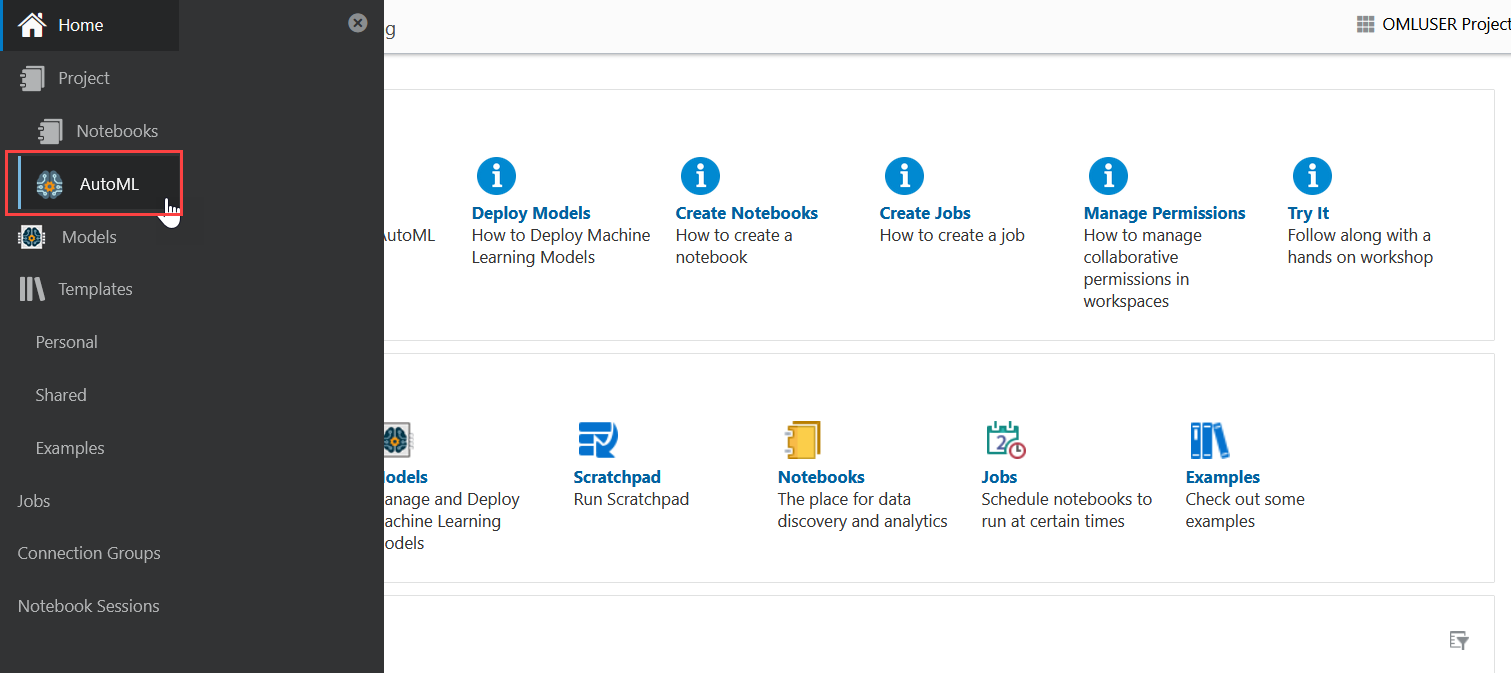 Home
Project
Notebooks
AutoML
Models
Templates
Personal
Shared
Examples
Jobs
Connection Groups
Notebook Sessions
g
OMLUSER Project
AutoML
Deploy Models
How to Deploy Machine
Learning Models
Create Notebooks
How to create a
notebook
Create Jobs
How to create a job
Manage Permissions
How to manage
collaborative
permissions in
workspaces
Try It
Follow along with a
hands on workshop
odels
anage and Deploy
achine Learning
odels
Scratchpad
Run Scratchpad
Notebooks
The place for data
discovery and analytics
2
Jobs
Schedule notebooks to
run at certain times
Examples
Check out some
examples